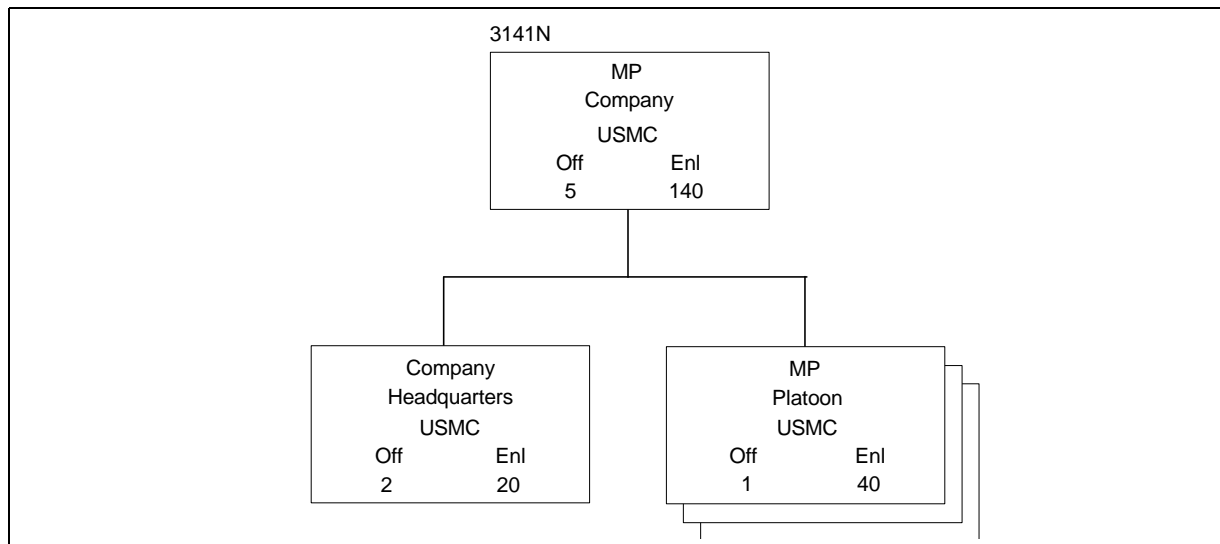 3141N
MP
Company
USMC
Off Enl
5 140
Company
Headquarters
USMC
Off Enl
2 20
MP
Platoon
USMC
Off Enl
1 40